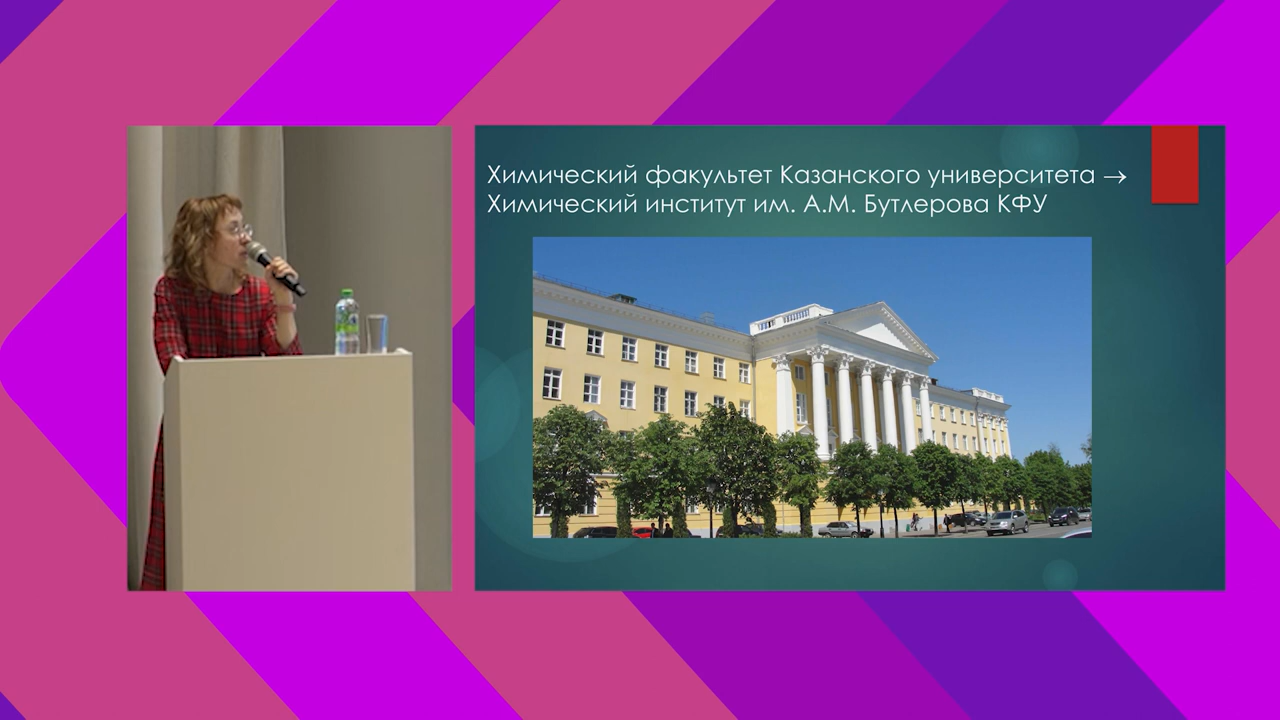 Химический факультет Казанского университета →
Химический институт им. А.М. Бутлерова КФУ